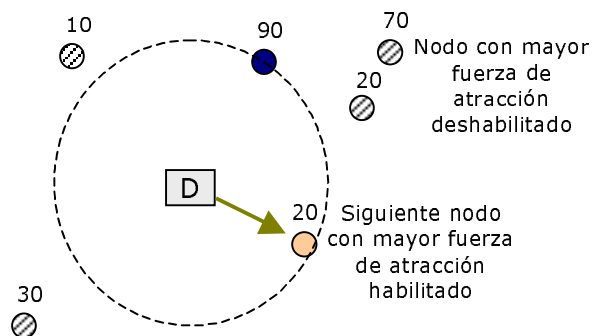 10
90
70
Nodo con mayor
fuerza de
atracción
deshabilitado
20
D
20
Siguiente nodo
con mayor fuerza
de atracción
habilitado
30